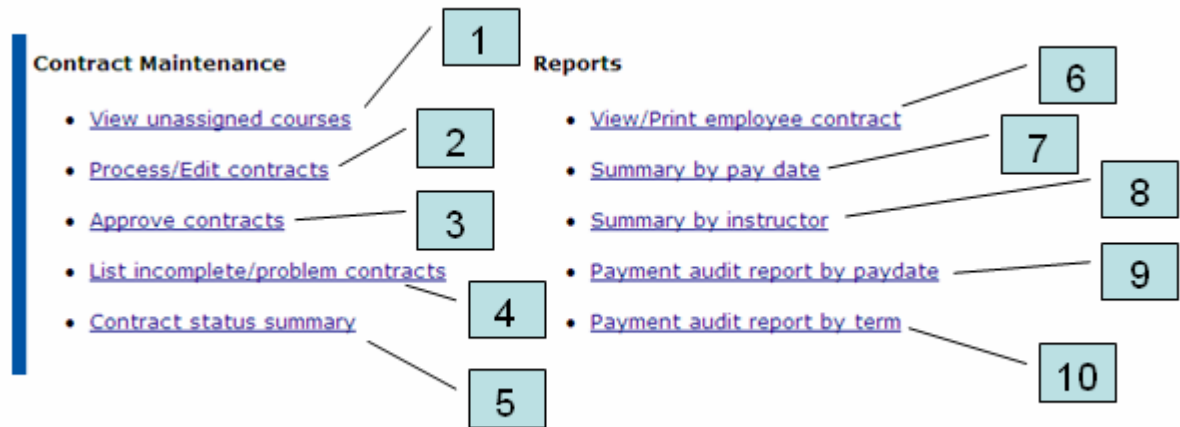 Contract Maintenance
• View unassigned courses
• Process/Edit contracts
• Approve contracts
• List incomplete/problem contracts
• Contract status summary
1
2
3
4
5
Reports
• View/Print employee contract
• Summary by pay date
• Summary by instructor
• Payment audit report by paydate
• Payment audit report by term
6
7
8
9
10